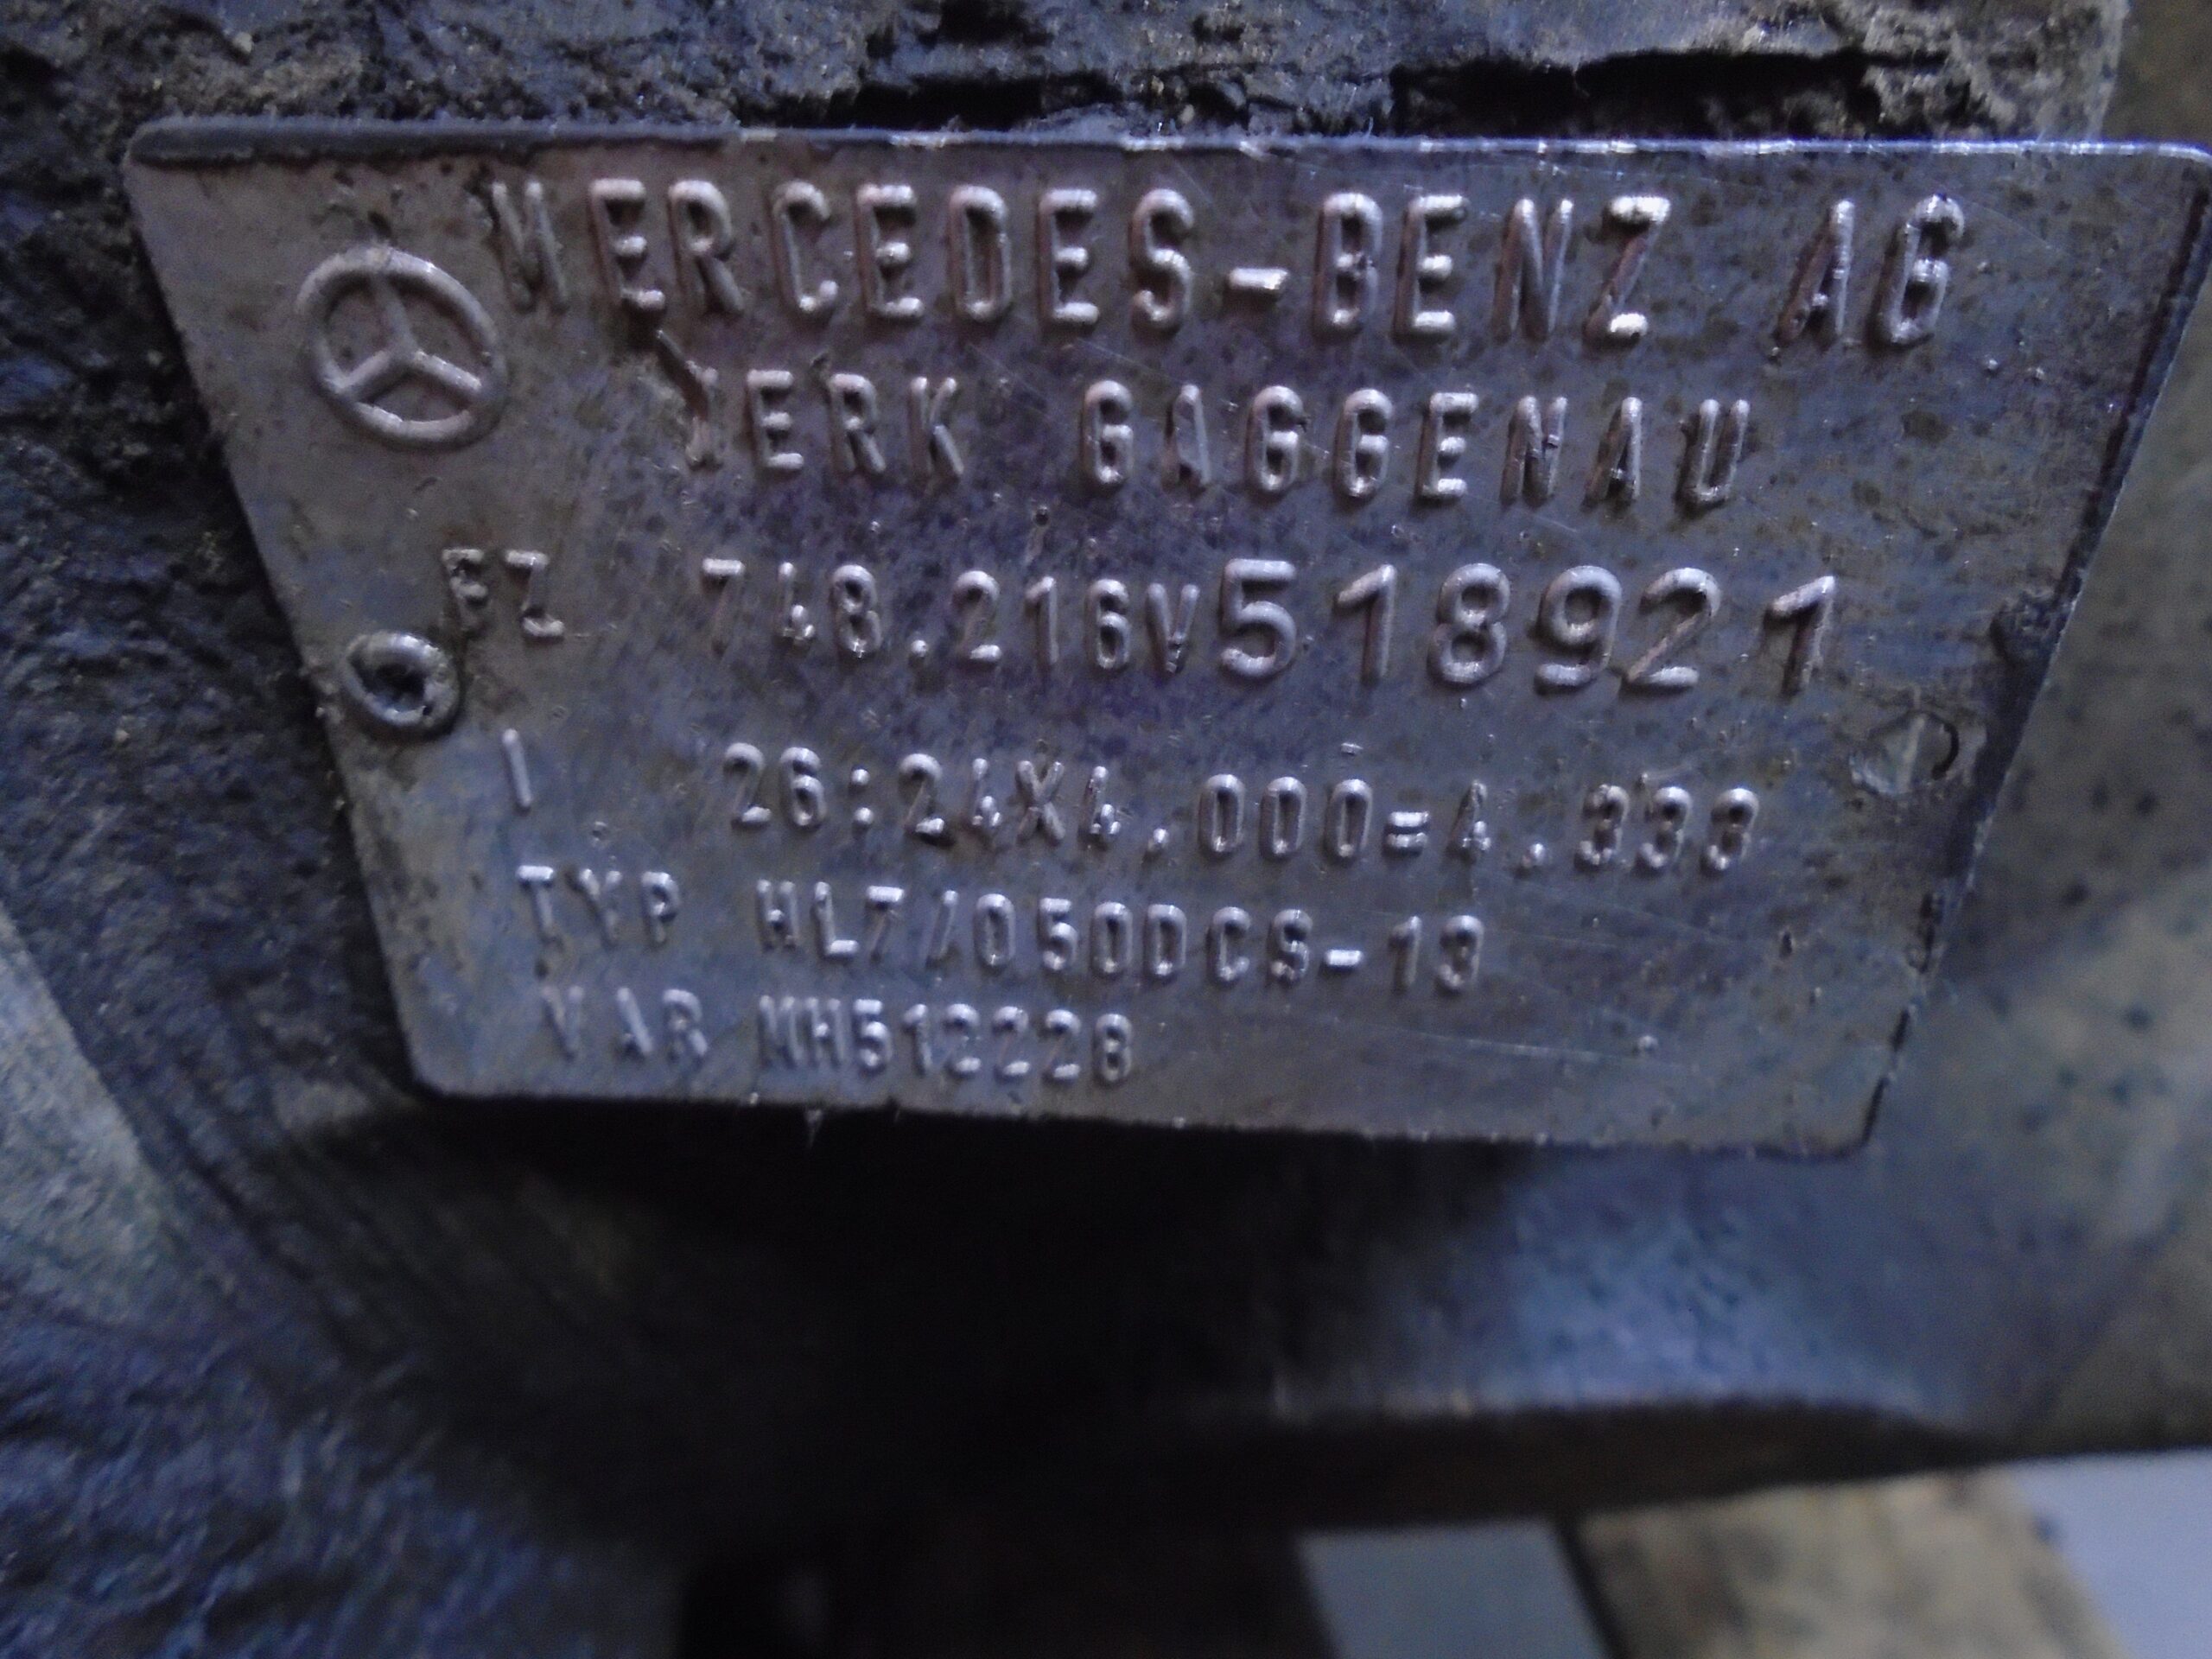 MERCEDES-BENZ AG
WERK GAGGENAU
FZ 748.216V518921
I 26:24X4.000=4.333
TYP HL7/050DCS-13
VAR MH512228